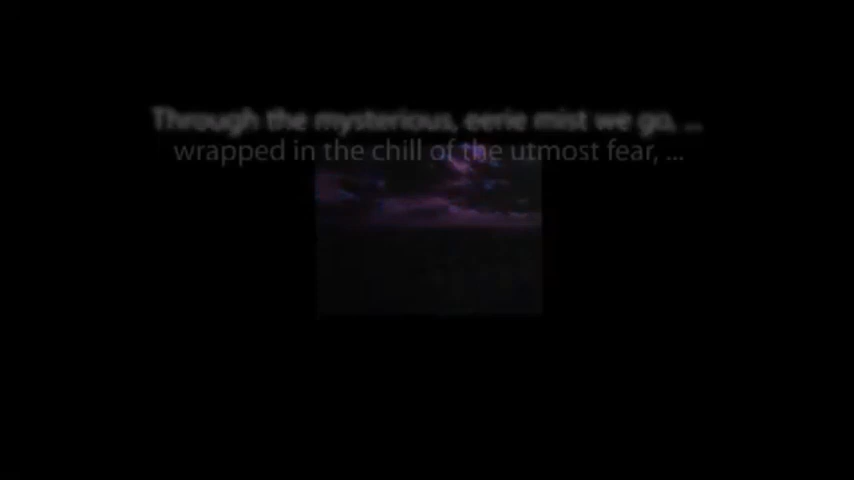 Through the mysterious, eerie mist we go, ...
wrapped in the chill of the utmost fear, ...